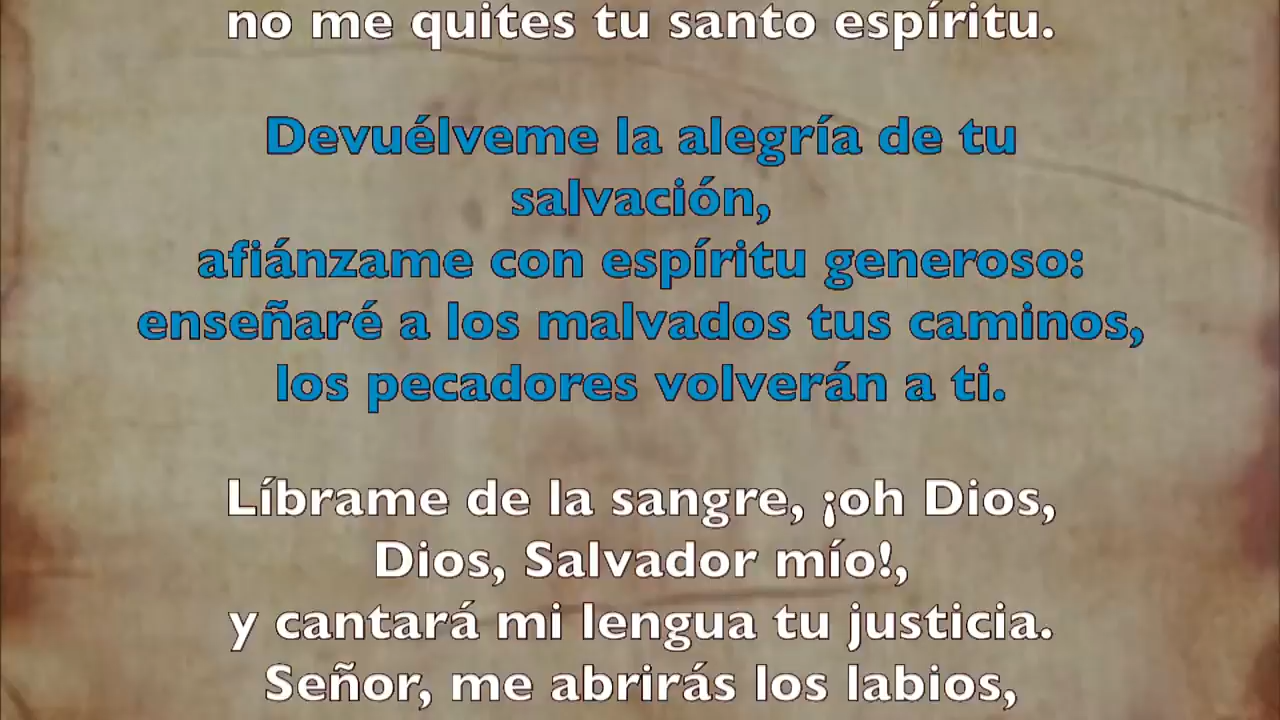 no me quites tu santo espíritu.
Devuélveme la alegría de tu
salvación,
afiánzame con espíritu generoso:
enseñaré a los malvados tus caminos,
los pecadores volverán a ti.
Líbrame de la sangre, ¡oh Dios,
Dios, Salvador mío!,
y cantará mi lengua tu justicia.
Señor, me abrirás los labios,